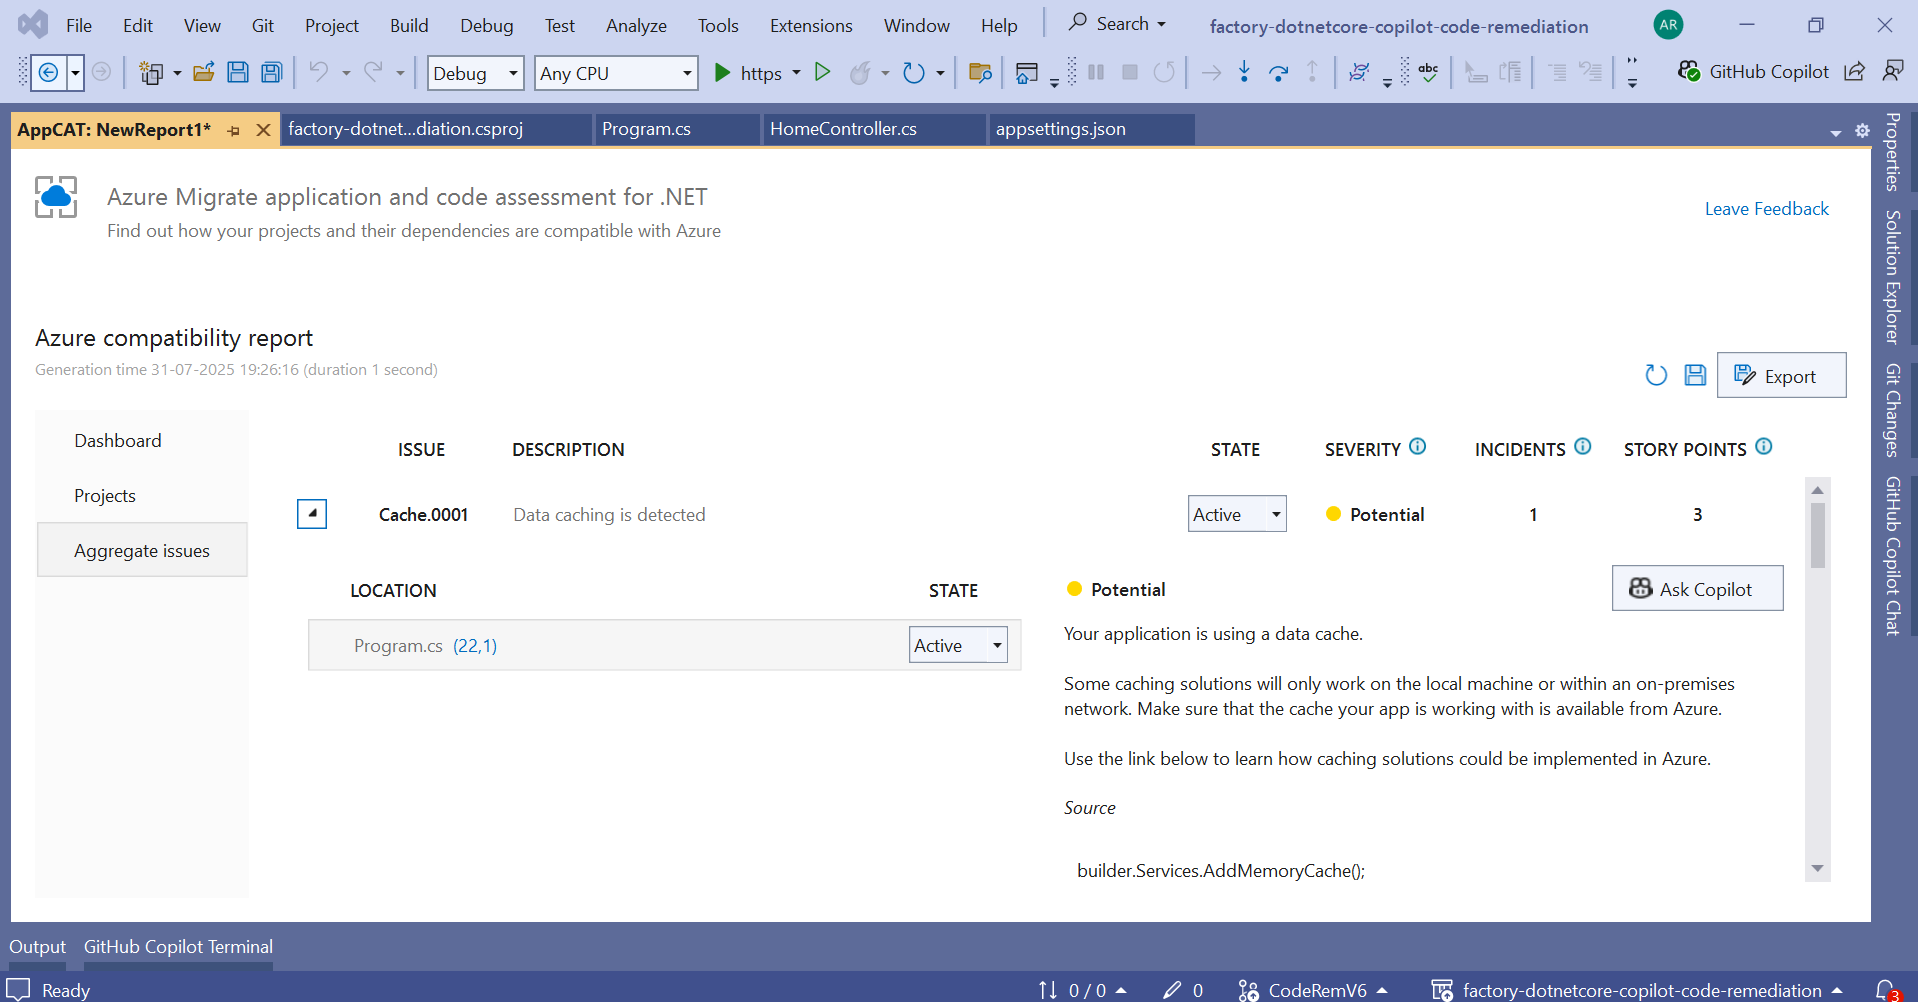 File Edit View Git Project Build Debug Test Analyze Tools Extensions Window Help Search factory-dotnetcore-copilot-code-remediation AR
Debug Any CPU https abc GitHub Copilot
AppCAT: NewReport1* factory-dotnet...diation.csproj Program.cs HomeController.cs appsettings.json
Azure Migrate application and code assessment for .NET
Find out how your projects and their dependencies are compatible with Azure
Leave Feedback
Azure compatibility report
Generation time 31-07-2025 19:26:16 (duration 1 second)
Export
Dashboard
Projects
Aggregate issues
ISSUE DESCRIPTION STATE SEVERITY INCIDENTS STORY POINTS
Cache.0001 Data caching is detected Active Potential 1 3
LOCATION STATE
Program.cs (22,1) Active
Potential
Ask Copilot
Your application is using a data cache.
Some caching solutions will only work on the local machine or within an on-premises
network. Make sure that the cache your app is working with is available from Azure.
Use the link below to learn how caching solutions could be implemented in Azure.
Source
builder.Services.AddMemoryCache();
Properties
Solution Explorer
Git Changes
GitHub Copilot Chat
Output GitHub Copilot Terminal
Ready 0 / 0 0 CodeRemV6 factory-dotnetcore-copilot-code-remediation 3